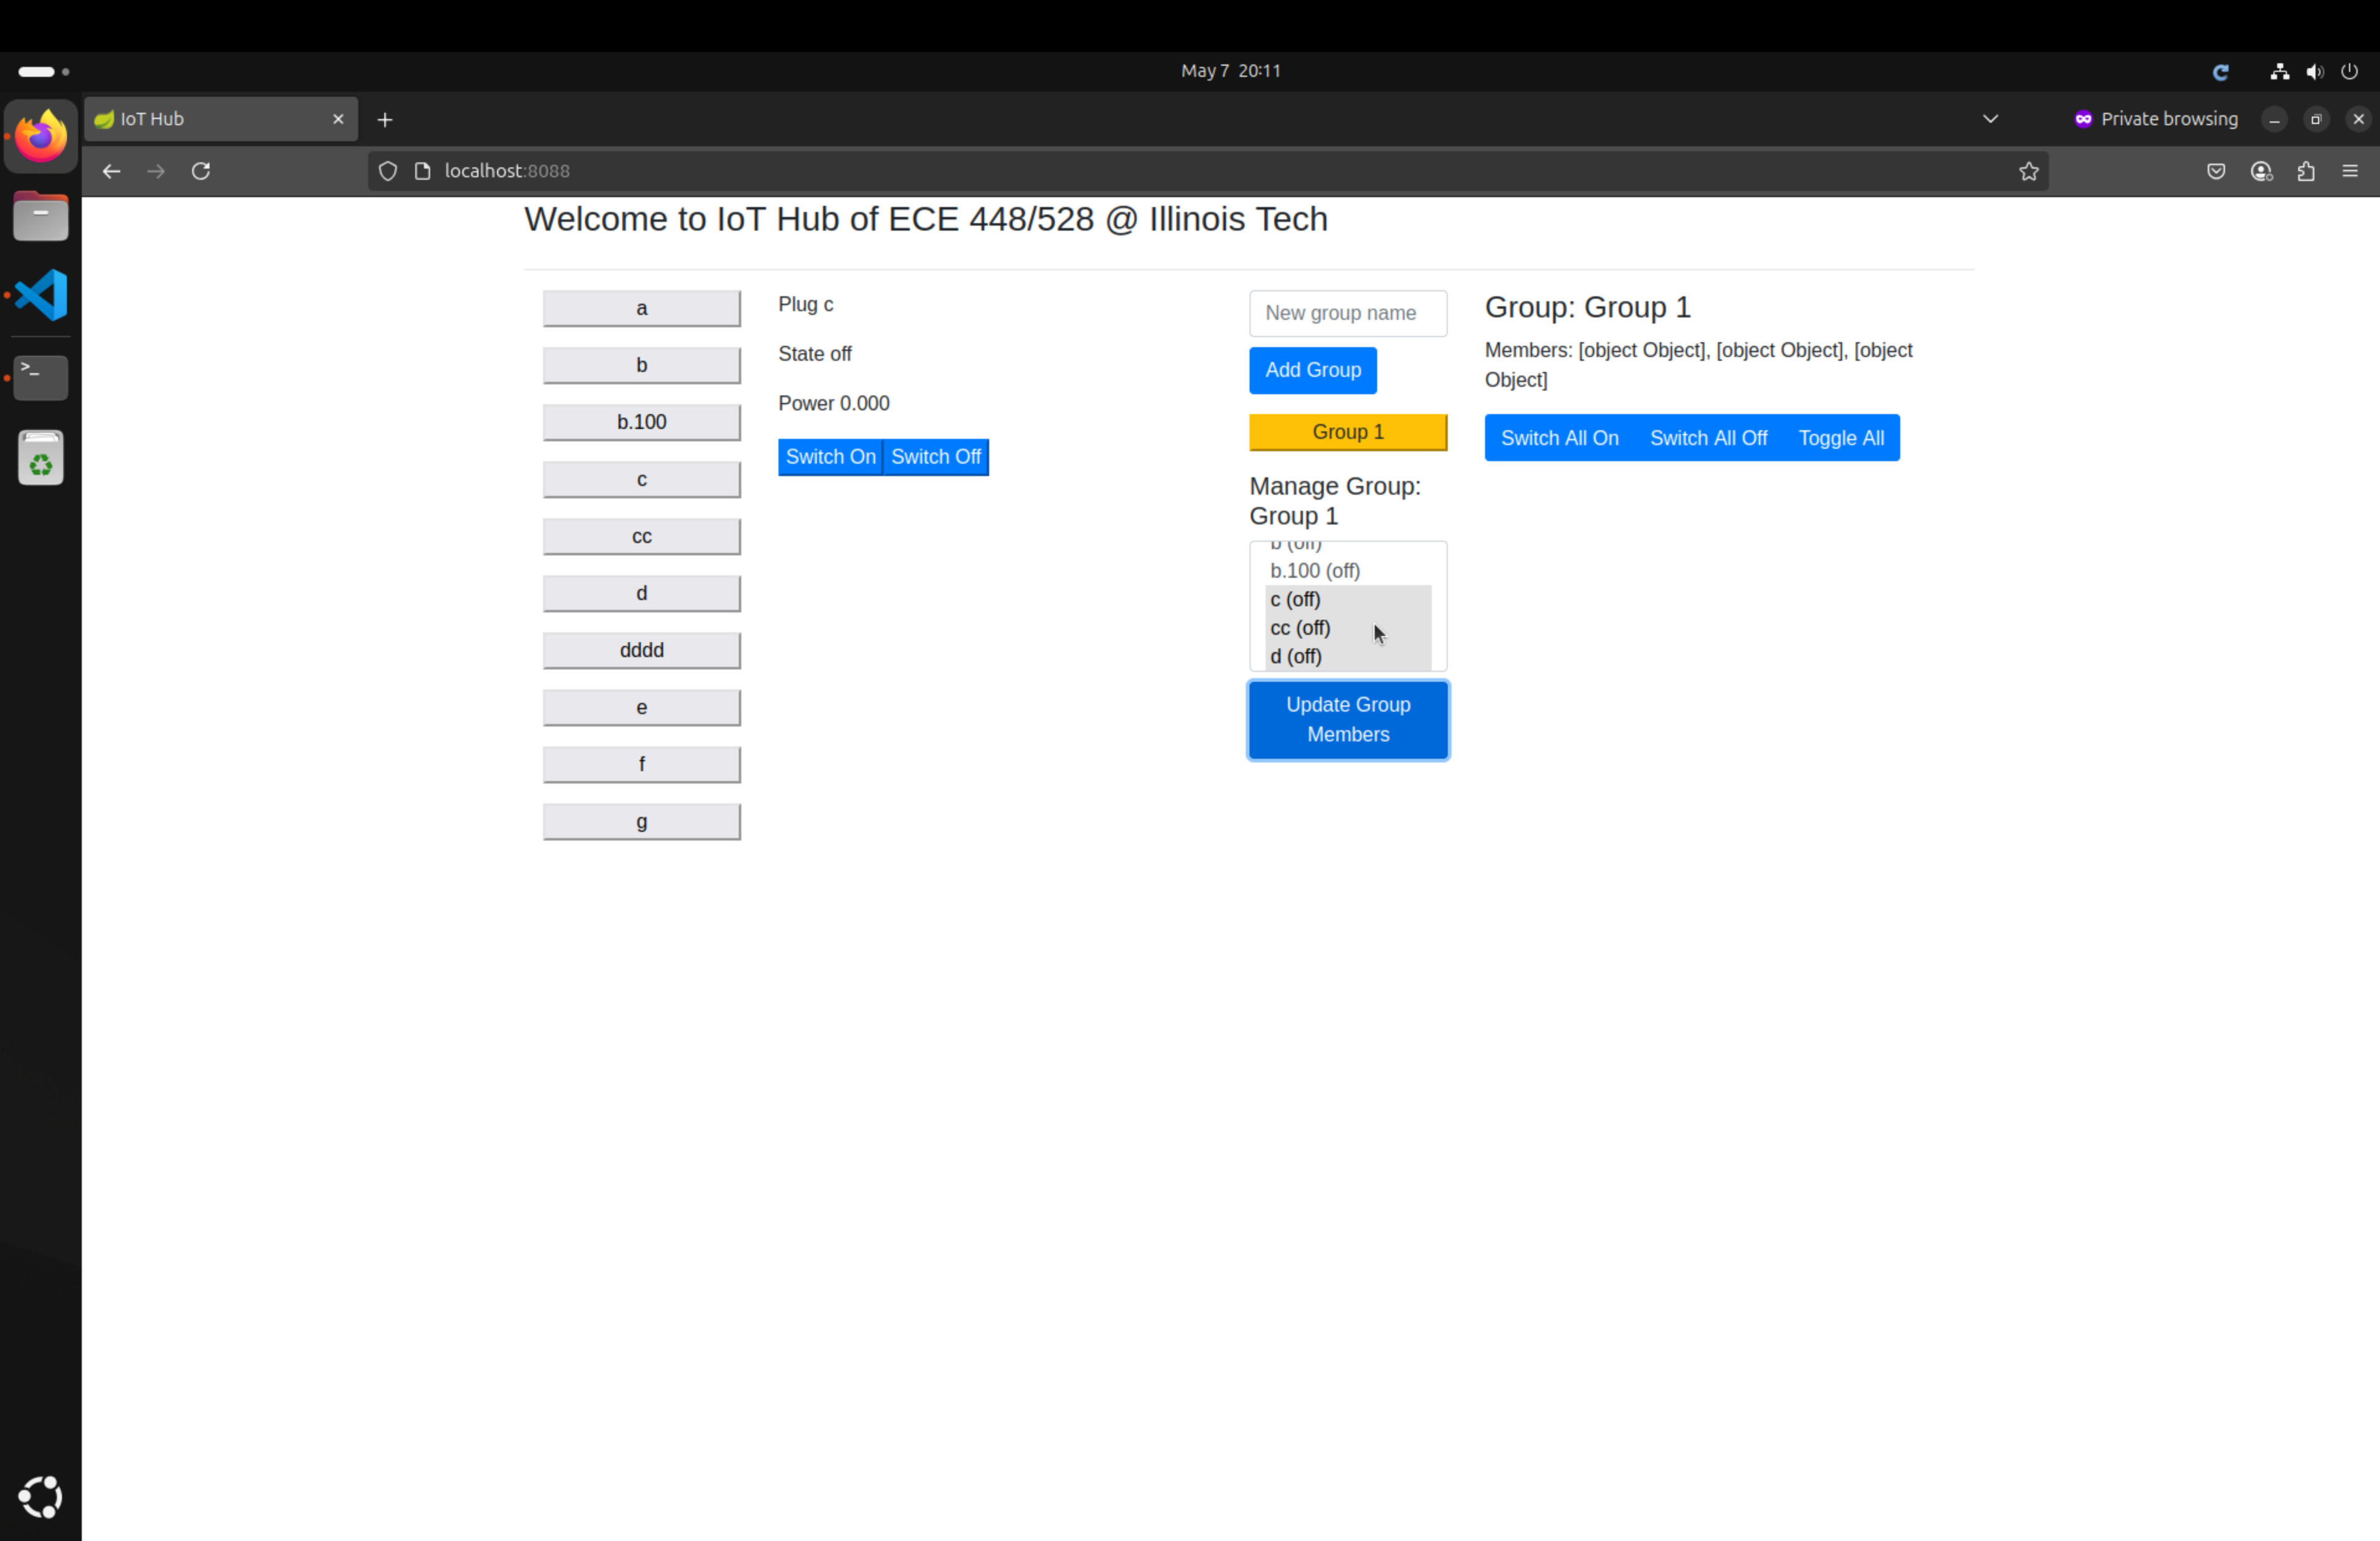 May 7 20:11
IoT Hub
Private browsing
localhost:8088
Welcome to IoT Hub of ECE 448/528 @ Illinois Tech
a
b
b.100
c
cc
d
dddd
e
f
g
Plug c
State off
Power 0.000
Switch On Switch Off
New group name
Add Group
Group 1
Manage Group:
Group 1
b (off)
b.100 (off)
c (off)
cc (off)
d (off)
Update Group
Members
Group: Group 1
Members: [object Object], [object Object], [object
Object]
Switch All On Switch All Off Toggle All